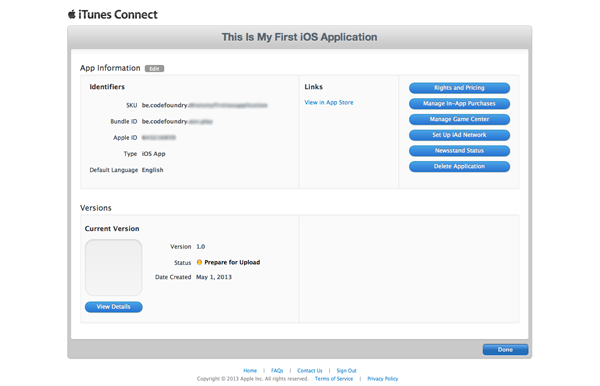 iTunes Connect
This Is My First iOS Application
App Information Edit
Identifiers
SKU be.codefoundry.
Bundle ID be.codefoundry.
Apple ID
Type iOS App
Default Language English
Links
View in App Store
Rights and Pricing
Manage In-App Purchases
Manage Game Center
Set Up iAd Network
Newsstand Status
Delete Application
Versions
Current Version
Version 1.0
Status Prepare for Upload
Date Created May 1, 2013
View Details
Done
Home | FAQs | Contact Us | Sign Out
Copyright © 2013 Apple Inc. All rights reserved. Terms of Service | Privacy Policy